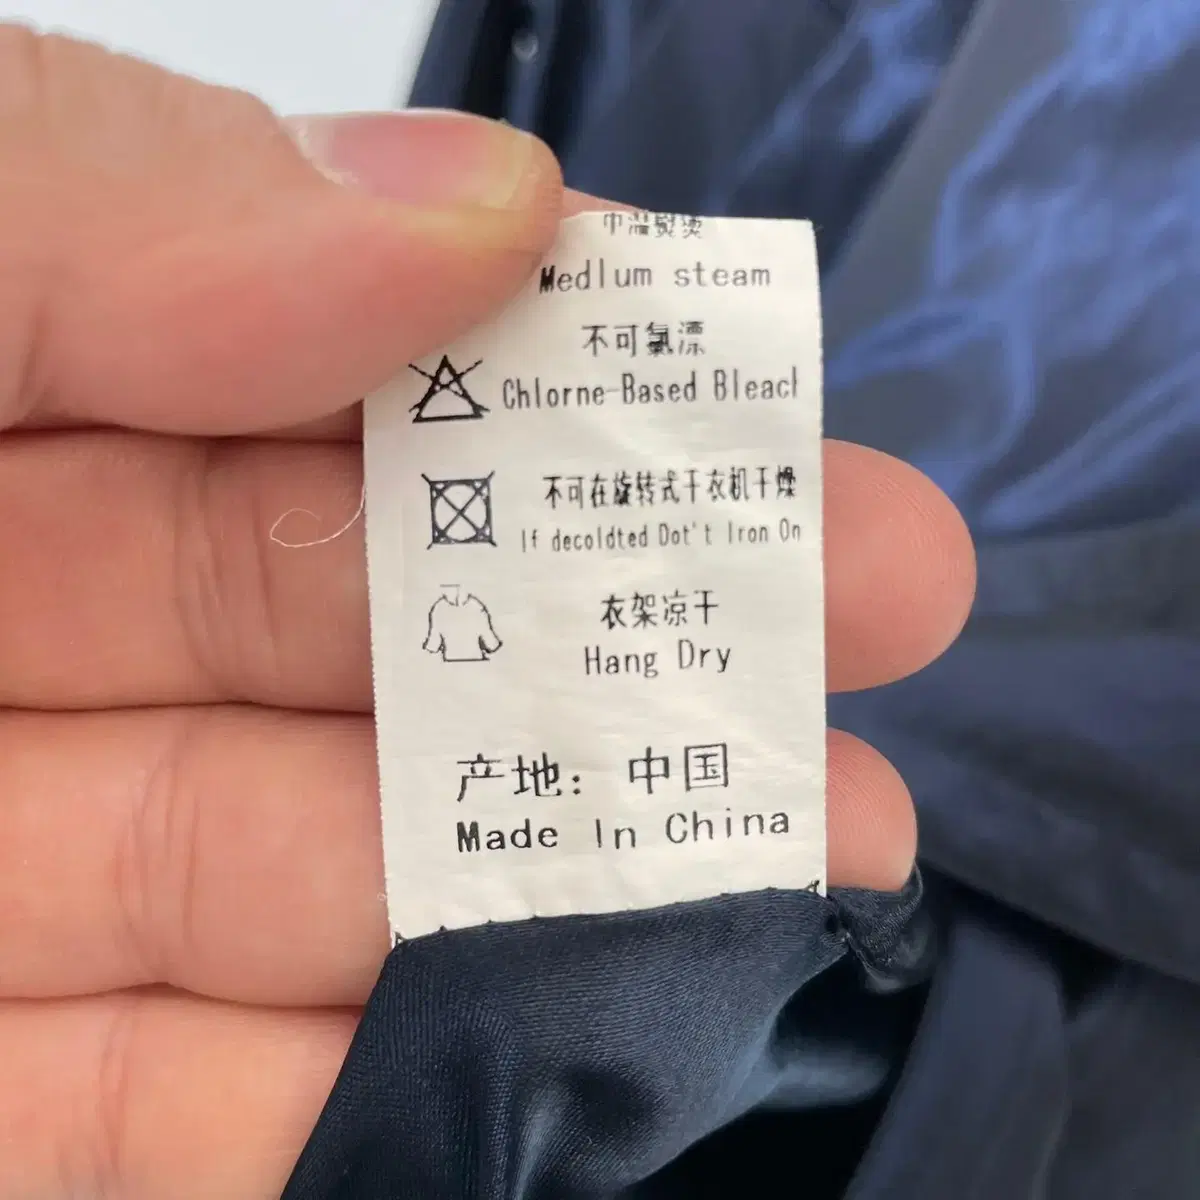 中温熨烫
Medlum steam
不可氯漂
Chlorne-Based Bleach
不可在旋转式干衣机干燥
If decoldted Dot't Iron On
衣架凉干
Hang Dry
产地：中国
Made In China